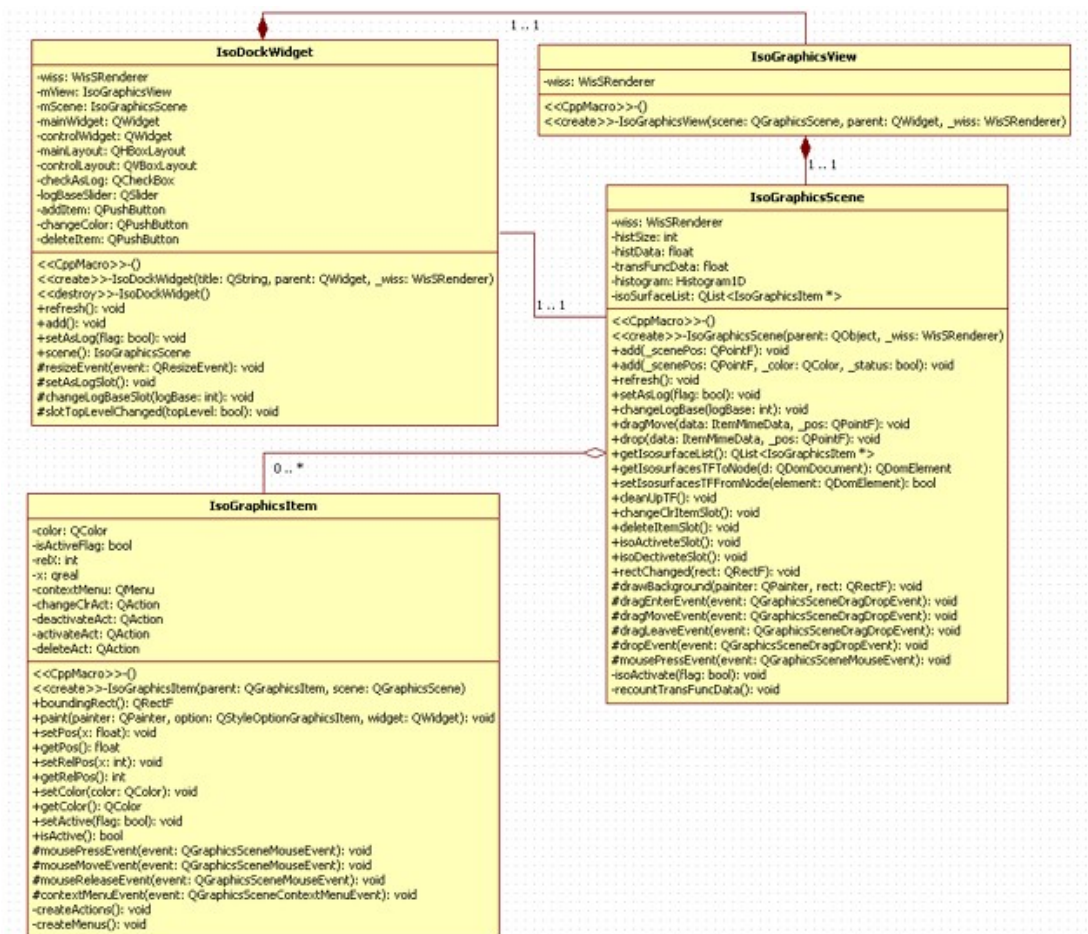 1 .. 1
IsoDockWidget
-wiss: WisSRenderer
-mView: IsoGraphicsView
-mScene: IsoGraphicsScene
-mainWidget: QWidget
-controlWidget: QWidget
-mainLayout: QHBoxLayout
-controlLayout: QVBoxLayout
-checkAsLog: QCheckBox
-logBaseSlider: QSlider
-addItem: QPushButton
-changeColor: QPushButton
-deleteItem: QPushButton
<<CppMacro>>-()
<<create>>-IsoDockWidget(title: QString, parent: QWidget, _wiss: WisSRenderer)
<<destroy>>-IsoDockWidget()
+refresh(): void
+add(): void
+setAsLog(flag: bool): void
+scene(): IsoGraphicsScene
#resizeEvent(event: QResizeEvent): void
#setAsLogSlot(): void
#changeLogBaseSlot(logBase: int): void
#slotTopLevelChanged(topLevel: bool): void
IsoGraphicsView
-wiss: WisSRenderer
<<CppMacro>>-()
<<create>>-IsoGraphicsView(scene: QGraphicsScene, parent: QWidget, _wiss: WisSRenderer)
1 .. 1
1 .. 1
IsoGraphicsScene
-wiss: WisSRenderer
-histSize: int
-histData: float
-transFuncData: float
-histogram: Histogram1D
-isoSurfaceList: QList<IsoGraphicsItem *>
<<CppMacro>>-()
<<create>>-IsoGraphicsScene(parent: QObject, _wiss: WisSRenderer)
+add(_scenePos: QPointF): void
+add(_scenePos: QPointF, _color: QColor, _status: bool): void
+refresh(): void
+setAsLog(flag: bool): void
+changeLogBase(logBase: int): void
+dragMove(data: ItemMimeData, _pos: QPointF): void
+drop(data: ItemMimeData, _pos: QPointF): void
+getIsosurfaceList(): QList<IsoGraphicsItem *>
+getIsosurfacesTFToNode(d: QDomDocument): QDomElement
+setIsosurfacesTFFromNode(element: QDomElement): bool
+cleanUpTF(): void
+changeClrItemSlot(): void
+deleteItemSlot(): void
+isoActiveteSlot(): void
+isoDectiveteSlot(): void
+rectChanged(rect: QRectF): void
#drawBackground(painter: QPainter, rect: QRectF): void
#dragEnterEvent(event: QGraphicsSceneDragDropEvent): void
#dragMoveEvent(event: QGraphicsSceneDragDropEvent): void
#dragLeaveEvent(event: QGraphicsSceneDragDropEvent): void
#dropEvent(event: QGraphicsSceneDragDropEvent): void
#mousePressEvent(event: QGraphicsSceneMouseEvent): void
-isoActivate(flag: bool): void
-recountTransFuncData(): void
0 .. *
IsoGraphicsItem
-color: QColor
-isActiveFlag: bool
-relX: int
-x: qreal
-contextMenu: QMenu
-changeClrAct: QAction
-deactivateAct: QAction
-activateAct: QAction
-deleteAct: QAction
<<CppMacro>>-()
<<create>>-IsoGraphicsItem(parent: QGraphicsItem, scene: QGraphicsScene)
+boundingRect(): QRectF
+paint(painter: QPainter, option: QStyleOptionGraphicsItem, widget: QWidget): void
+setPos(x: float): void
+getPos(): float
+setRelPos(x: int): void
+getRelPos(): int
+setColor(color: QColor): void
+getColor(): QColor
+setActive(flag: bool): void
+isActive(): bool
#mousePressEvent(event: QGraphicsSceneMouseEvent): void
#mouseMoveEvent(event: QGraphicsSceneMouseEvent): void
#mouseReleaseEvent(event: QGraphicsSceneMouseEvent): void
#contextMenuEvent(event: QGraphicsSceneContextMenuEvent): void
-createActions(): void
-createMenus(): void